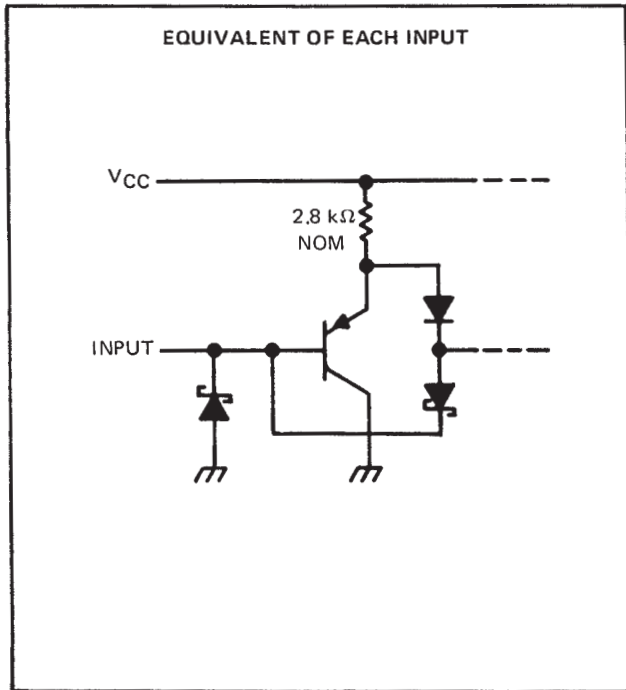 EQUIVALENT OF EACH INPUT
VCC
2.8 kΩ
NOM
INPUT